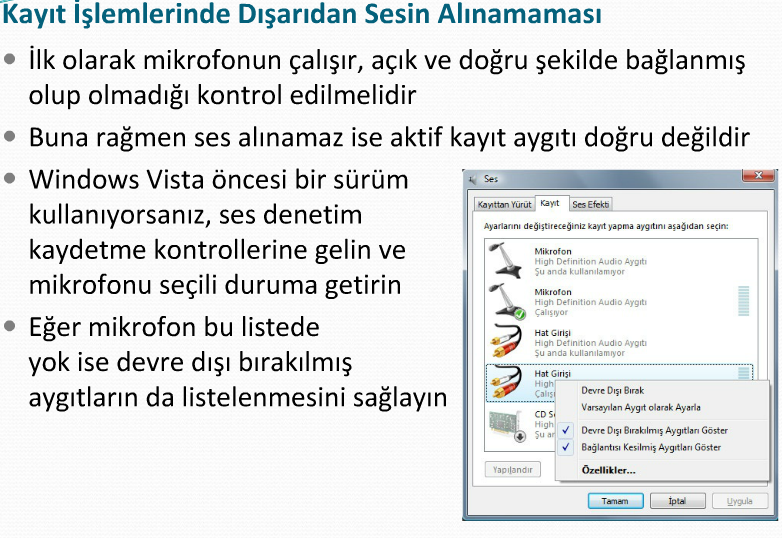 Kayıt İşlemlerinde Dışarıdan Sesin Alınamaması
İlk olarak mikrofonun çalışır, açık ve doğru şekilde bağlanmış
olup olmadığı kontrol edilmelidir
Buna rağmen ses alınamaz ise aktif kayıt aygıtı doğru değildir
Windows Vista öncesi bir sürüm
kullanıyorsanız, ses denetim
kaydetme kontrollerine gelin ve
mikrofonu seçili duruma getirin
Eğer mikrofon bu listede
yok ise devre dışı bırakılmış
aygıtların da listelenmesini sağlayın
Ses
Kayıttan Yürüt Kayıt Ses Efekti
Ayarlarını değiştireceğiniz kayıt yapma aygıtını aşağıdan seçin:
Mikrofon
High Definition Audio Aygıtı
Şu anda kullanılamıyor
Mikrofon
High Definition Audio Aygıtı
Çalışıyor
Hat Girişi
High Definition Audio Aygıtı
Şu anda kullanılamıyor
Hat Girişi
High
Çalış
CD S
High
Şu an
Devre Dışı Bırak
Varsayılan Aygıt olarak Ayarla
Devre Dışı Bırakılmış Aygıtları Göster
Bağlantısı Kesilmiş Aygıtları Göster
Özellikler...
Yapılandır
Tamam İptal Uygula